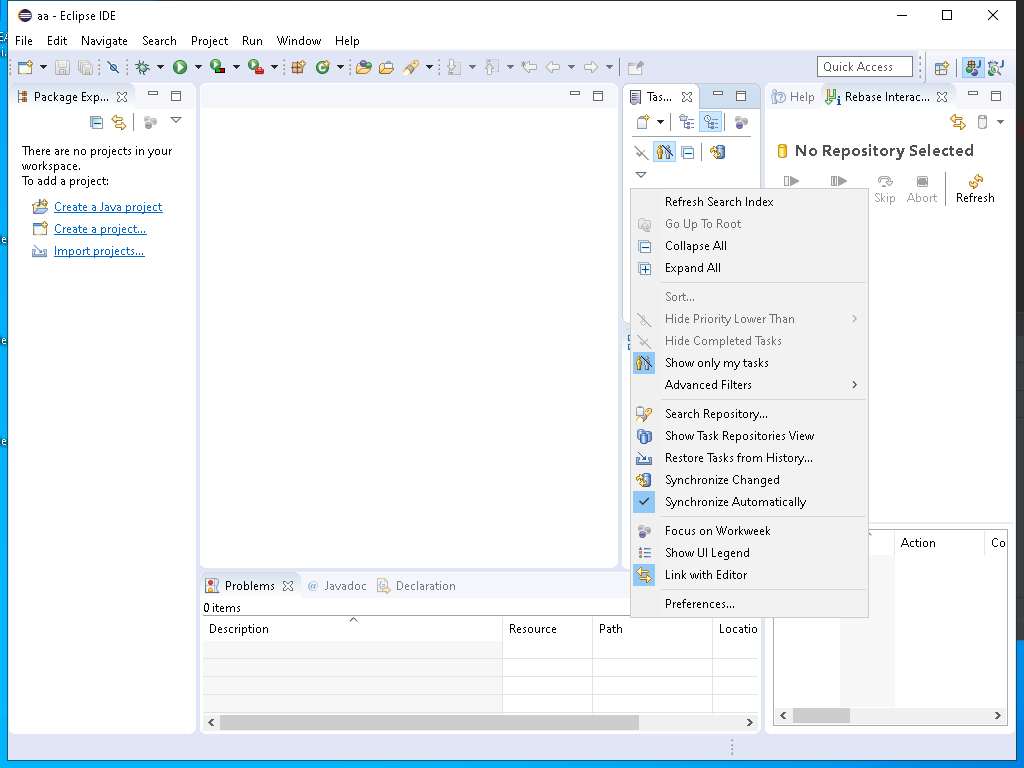 aa - Eclipse IDE
File Edit Navigate Search Project Run Window Help
Quick Access
Package Exp...
There are no projects in your
workspace.
To add a project:
Create a Java project
Create a project...
Import projects...
Tas...
Help
Rebase Interac...
No Repository Selected
Skip
Abort
Refresh
Refresh Search Index
Go Up To Root
Collapse All
Expand All
Sort...
Hide Priority Lower Than
Hide Completed Tasks
Show only my tasks
Advanced Filters
Search Repository...
Show Task Repositories View
Restore Tasks from History...
Synchronize Changed
Synchronize Automatically
Focus on Workweek
Show UI Legend
Link with Editor
Preferences...
Action Co
Problems
Javadoc
Declaration
0 items
Description Resource Path Locatio